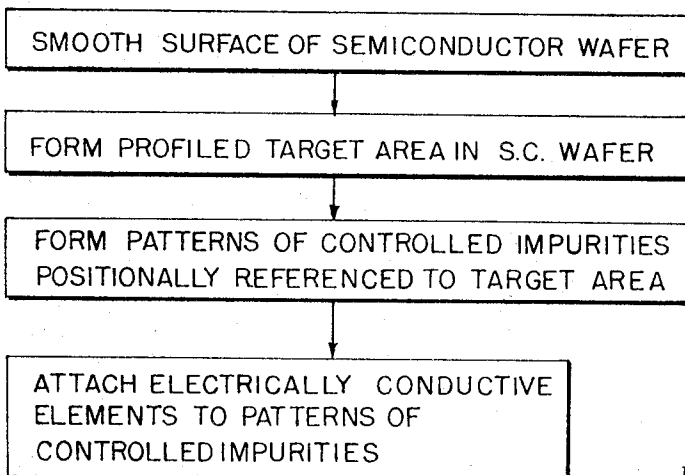 SMOOTH SURFACE OF SEMICONDUCTOR WAFER
FORM PROFILED TARGET AREA IN S.C. WAFER
FORM PATTERNS OF CONTROLLED IMPURITIES
POSITIONALLY REFERENCED TO TARGET AREA
ATTACH ELECTRICALLY CONDUCTIVE
ELEMENTS TO PATTERNS OF
CONTROLLED IMPURITIES